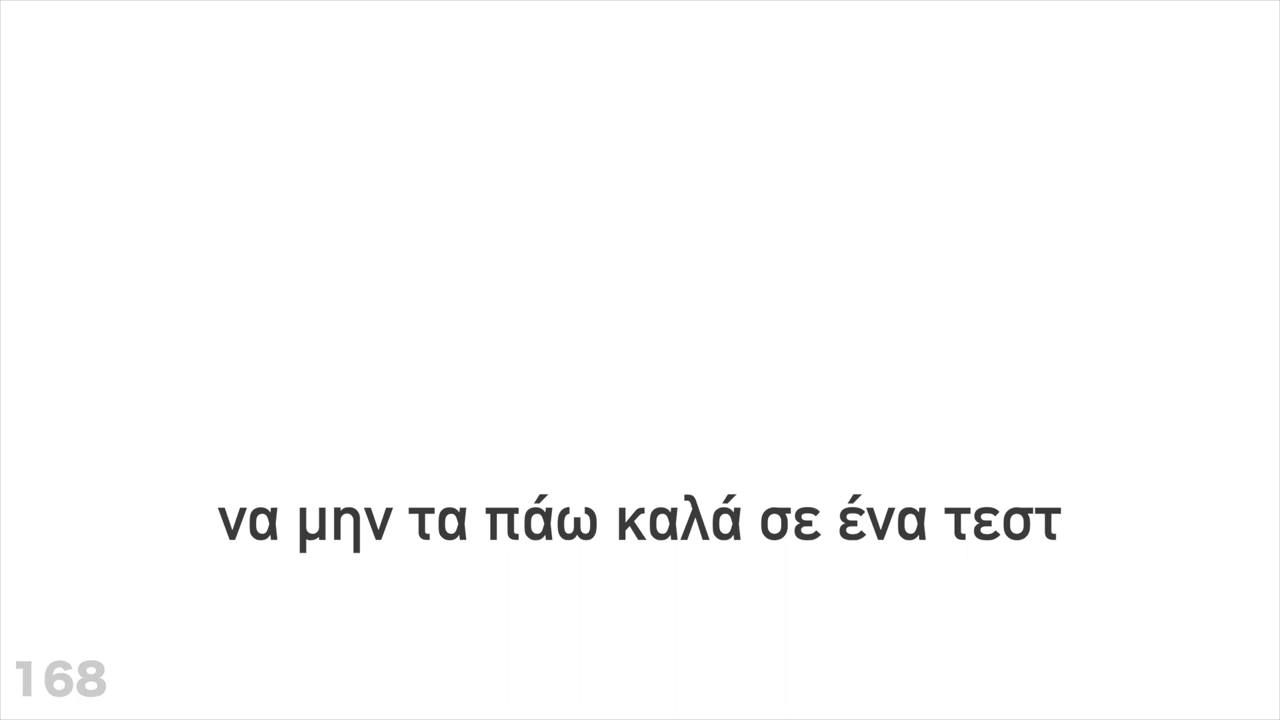 να μην τα πάω καλά σε ένα τεστ
168